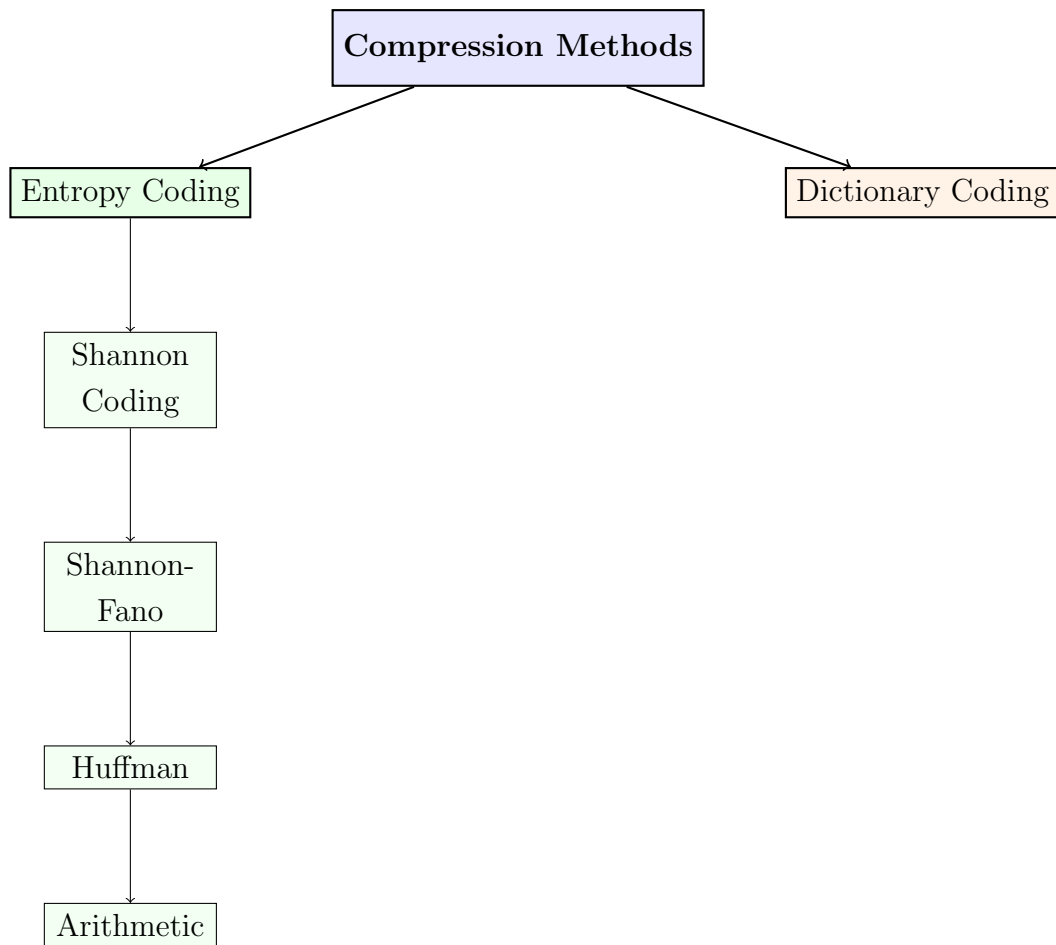 Compression Methods
Entropy Coding
Dictionary Coding
Shannon
Coding
Shannon-
Fano
Huffman
Arithmetic